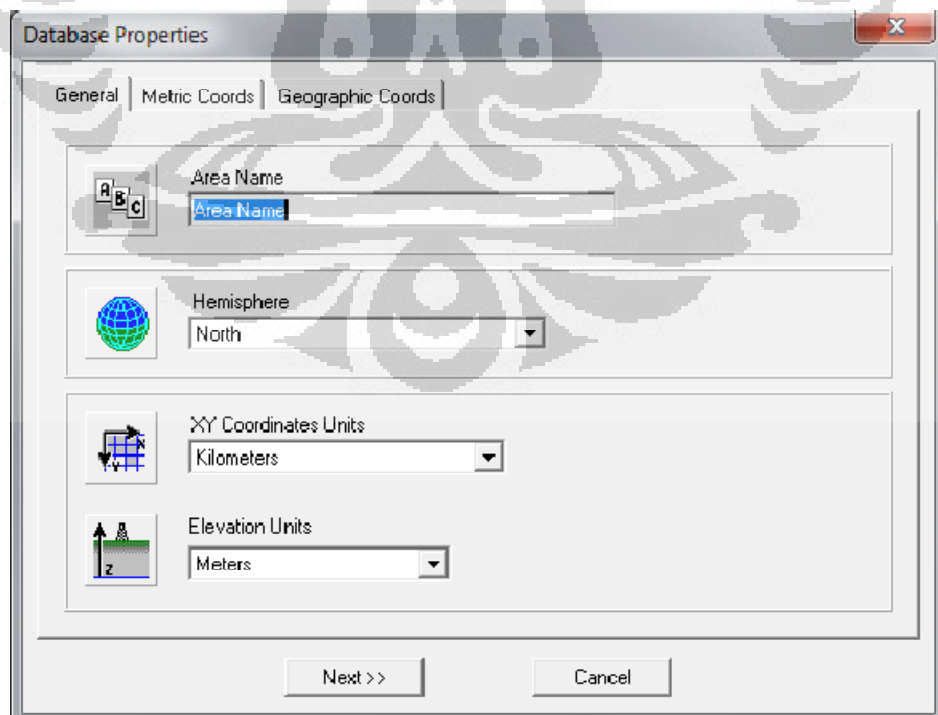 Database Properties
General Metric Coords Geographic Coords
A B C
Area Name
Area Name
Hemisphere
North
XY Coordinates Units
X
Y
Kilometers
Elevation Units
z
Meters
Next >> Cancel